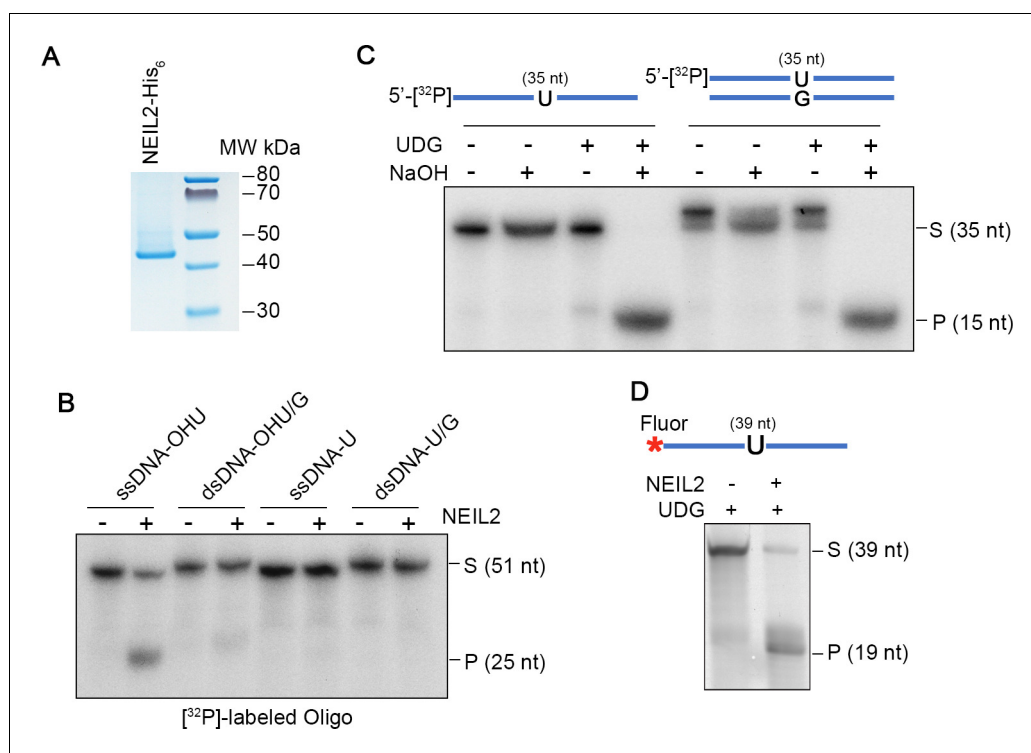 A
NEIL2-His6
MW kDa
80
70
50
40
30
B
ssDNA-OHU
dsDNA-OHU/G
ssDNA-U
dsDNA-U/G
- + - + - + - + NEIL2
S (51 nt)
P (25 nt)
[32P]-labeled Oligo
C
(35 nt)
5'-[32P] U
(35 nt)
5'-[32P] U
G
UDG - - + + - - + +
NaOH - + - + - + - +
S (35 nt)
P (15 nt)
D
Fluor
(39 nt)
* U
NEIL2 - +
UDG + +
S (39 nt)
P (19 nt)